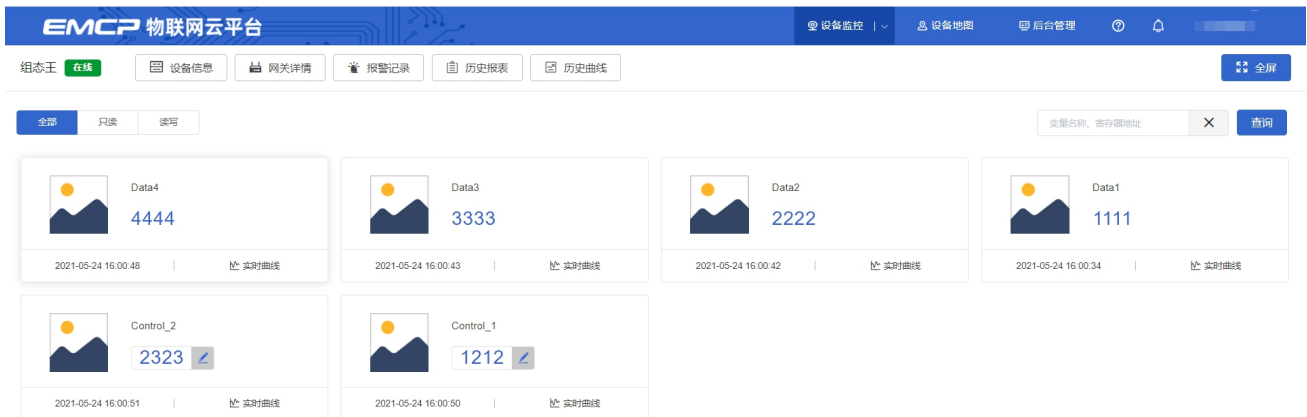 EMCP 物联网云平台 设备监控 设备地图 后台管理
组态王 在线 设备信息 网关详情 报警记录 历史报表 历史曲线 全屏
全部 只读 读写 变量名称、寄存器地址 查询
Data4 Data3 Data2 Data1
4444 3333 2222 1111
2021-05-24 16:00:48 实时曲线 2021-05-24 16:00:43 实时曲线 2021-05-24 16:00:42 实时曲线 2021-05-24 16:00:34 实时曲线
Control_2 Control_1
2323 1212
2021-05-24 16:00:51 实时曲线 2021-05-24 16:00:50 实时曲线